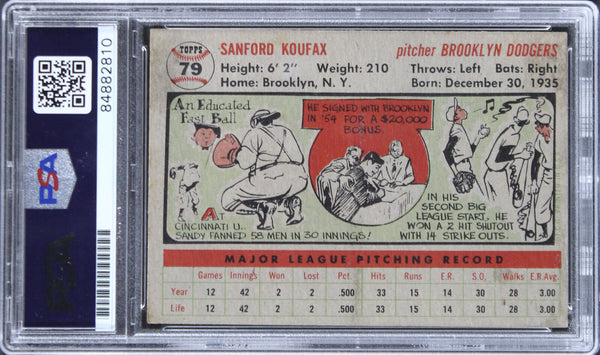 PSA
PSA
84882810
TOPPS
79
SANFORD KOUFAX
pitcher BROOKLYN DODGERS
Height: 6' 2" Weight: 210
Throws: Left Bats: Right
Home: Brooklyn, N. Y.
Born: December 30, 1935
An Educated
Fast Ball
AT
CINCINNATI U.
SANDY FANNED 58 MEN IN 30 INNINGS!
HE SIGNED WITH BROOKLYN
IN '54 FOR A $20,000
BONUS.
IN HIS
SECOND BIG
LEAGUE START, HE
WON A 2 HIT SHUTOUT
WITH 14 STRIKE OUTS.
MAJOR LEAGUE PITCHING RECORD
Games Inning's Won Lost Pct. Hits Runs E.R. S.O. Walks E.R.Avg.
Year 12 42 2 2 .500 33 15 14 30 28 3.00
Life 12 42 2 2 .500 33 15 14 30 28 3.00